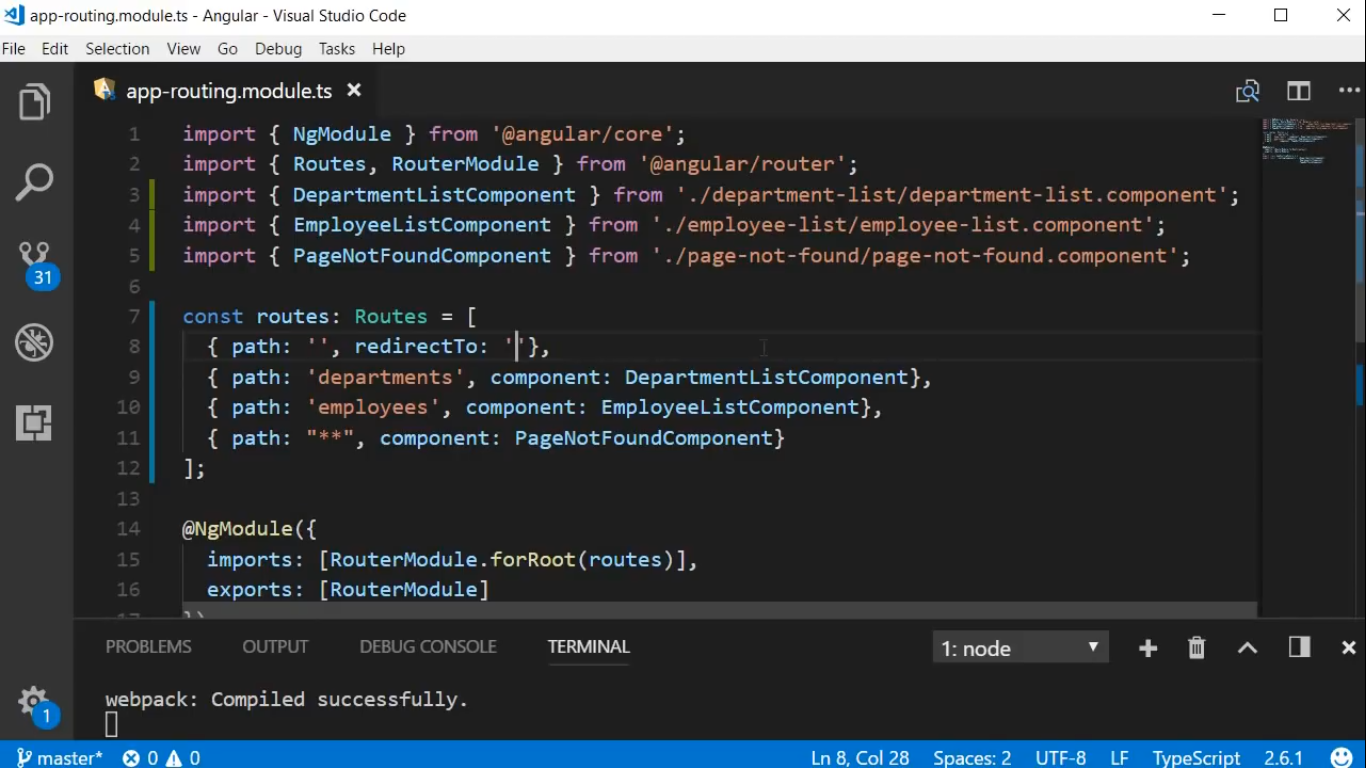 app-routing.module.ts - Angular - Visual Studio Code
File Edit Selection View Go Debug Tasks Help
app-routing.module.ts
1 import { NgModule } from '@angular/core';
2 import { Routes, RouterModule } from '@angular/router';
3 import { DepartmentListComponent } from './department-list/department-list.component';
4 import { EmployeeListComponent } from './employee-list/employee-list.component';
5 import { PageNotFoundComponent } from './page-not-found/page-not-found.component';
6
7 const routes: Routes = [
8 { path: '', redirectTo: ''},
9 { path: 'departments', component: DepartmentListComponent},
10 { path: 'employees', component: EmployeeListComponent},
11 { path: "**", component: PageNotFoundComponent}
12 ];
13
14 @NgModule({
15 imports: [RouterModule.forRoot(routes)],
16 exports: [RouterModule]
31
1
PROBLEMS OUTPUT DEBUG CONSOLE TERMINAL 1: node
webpack: Compiled successfully.
master* 0 0 Ln 8, Col 28 Spaces: 2 UTF-8 LF TypeScript 2.6.1